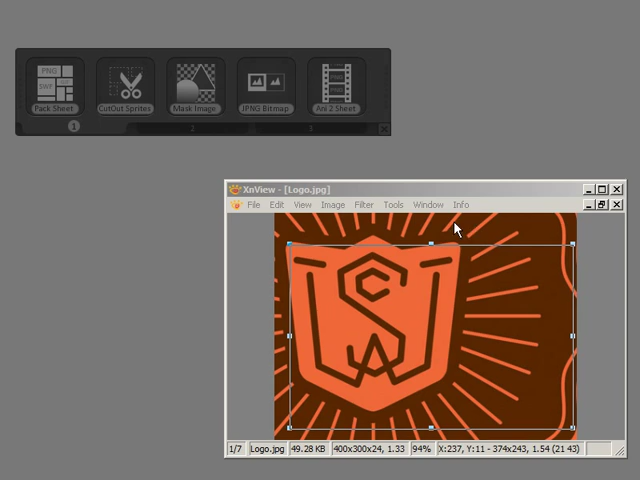 PNG
SWF
Pack Sheet
CutOut Sprites
Mask Image
JPNG Bitmap
Ani 2 Sheet
1
2
3
XnView - [Logo.jpg]
File Edit View Image Filter Tools Window Info
1/7 Logo.jpg 49.28 KB 400x300x24, 1.33 94% X:237, Y:11 - 374x243, 1.54 (21 43)